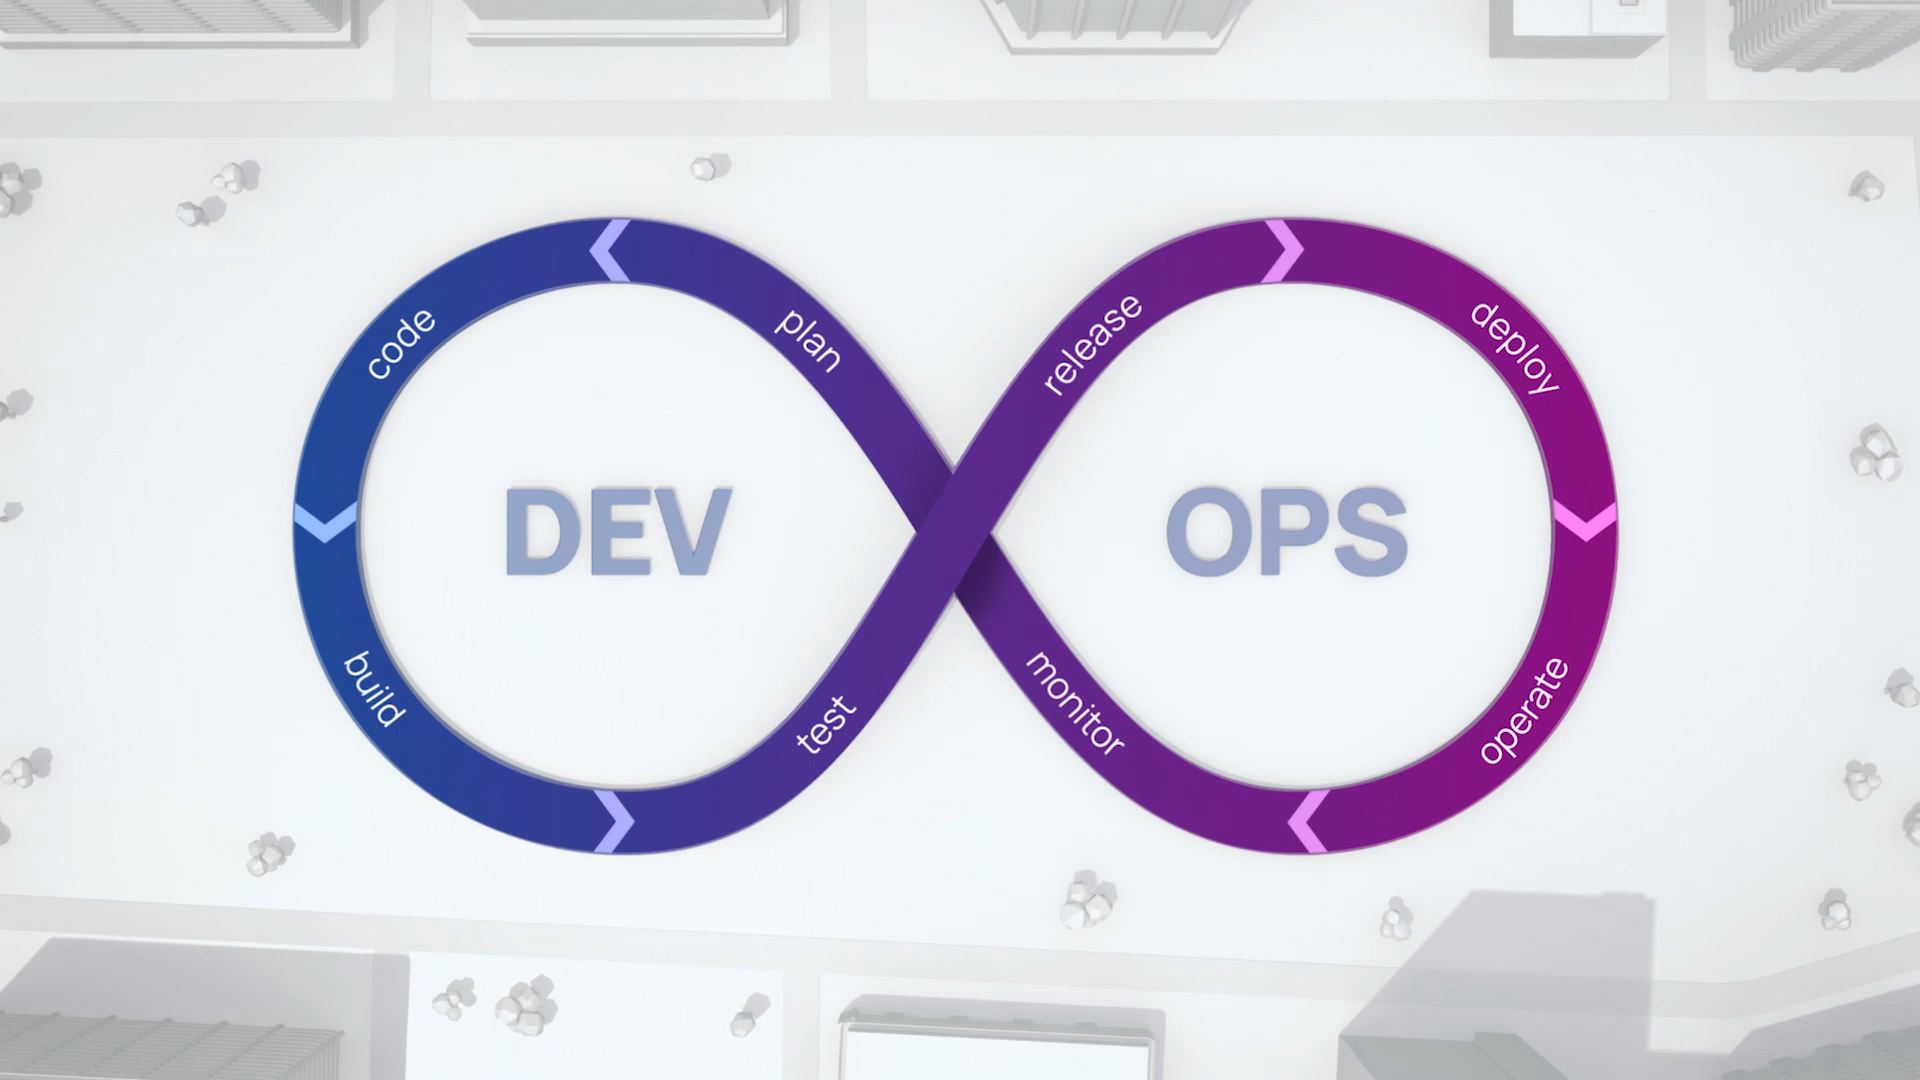 plan
code
build
test
release
deploy
operate
monitor
DEV
OPS